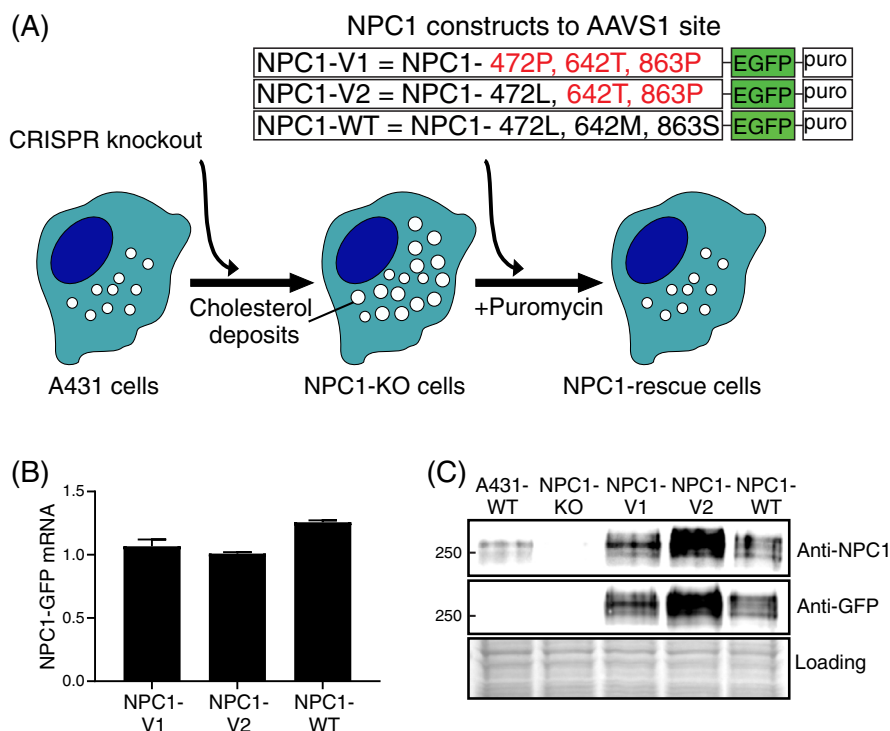 (A)
NPC1 constructs to AAVS1 site
NPC1-V1 = NPC1- 472P, 642T, 863P EGFP puro
NPC1-V2 = NPC1- 472L, 642T, 863P EGFP puro
NPC1-WT = NPC1- 472L, 642M, 863S EGFP puro
CRISPR knockout
Cholesterol
deposits
+Puromycin
A431 cells
NPC1-KO cells
NPC1-rescue cells
(B)
NPC1-GFP mRNA
1.5
1.0
0.5
0.0
NPC1-
V1
NPC1-
V2
NPC1-
WT
(C)
A431-
WT
NPC1-
KO
NPC1-
V1
NPC1-
V2
NPC1-
WT
250
Anti-NPC1
250
Anti-GFP
Loading